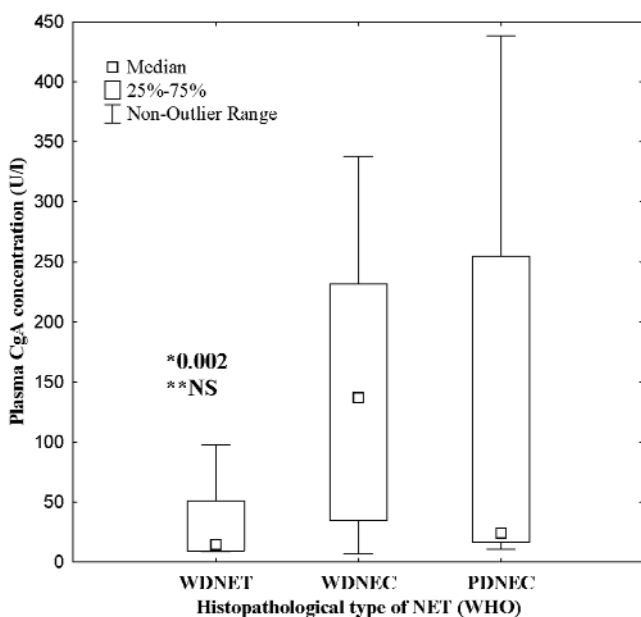 450
400
350
300
250
200
150
100
50
0
Plasma CgA concentration (U/l)
Median
25%-75%
Non-Outlier Range
*0.002
**NS
WDNET WDNEC PDNEC
Histopathological type of NET (WHO)